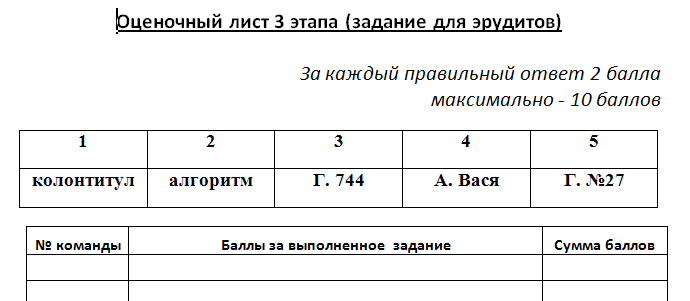 Оценочный лист 3 этапа (задание для эрудитов)
За каждый правильный ответ 2 балла
максимально - 10 баллов
1 2 3 4 5
колонтитул алгоритм Г. 744 А. Вася Г. №27
№ команды Баллы за выполненное задание Сумма баллов